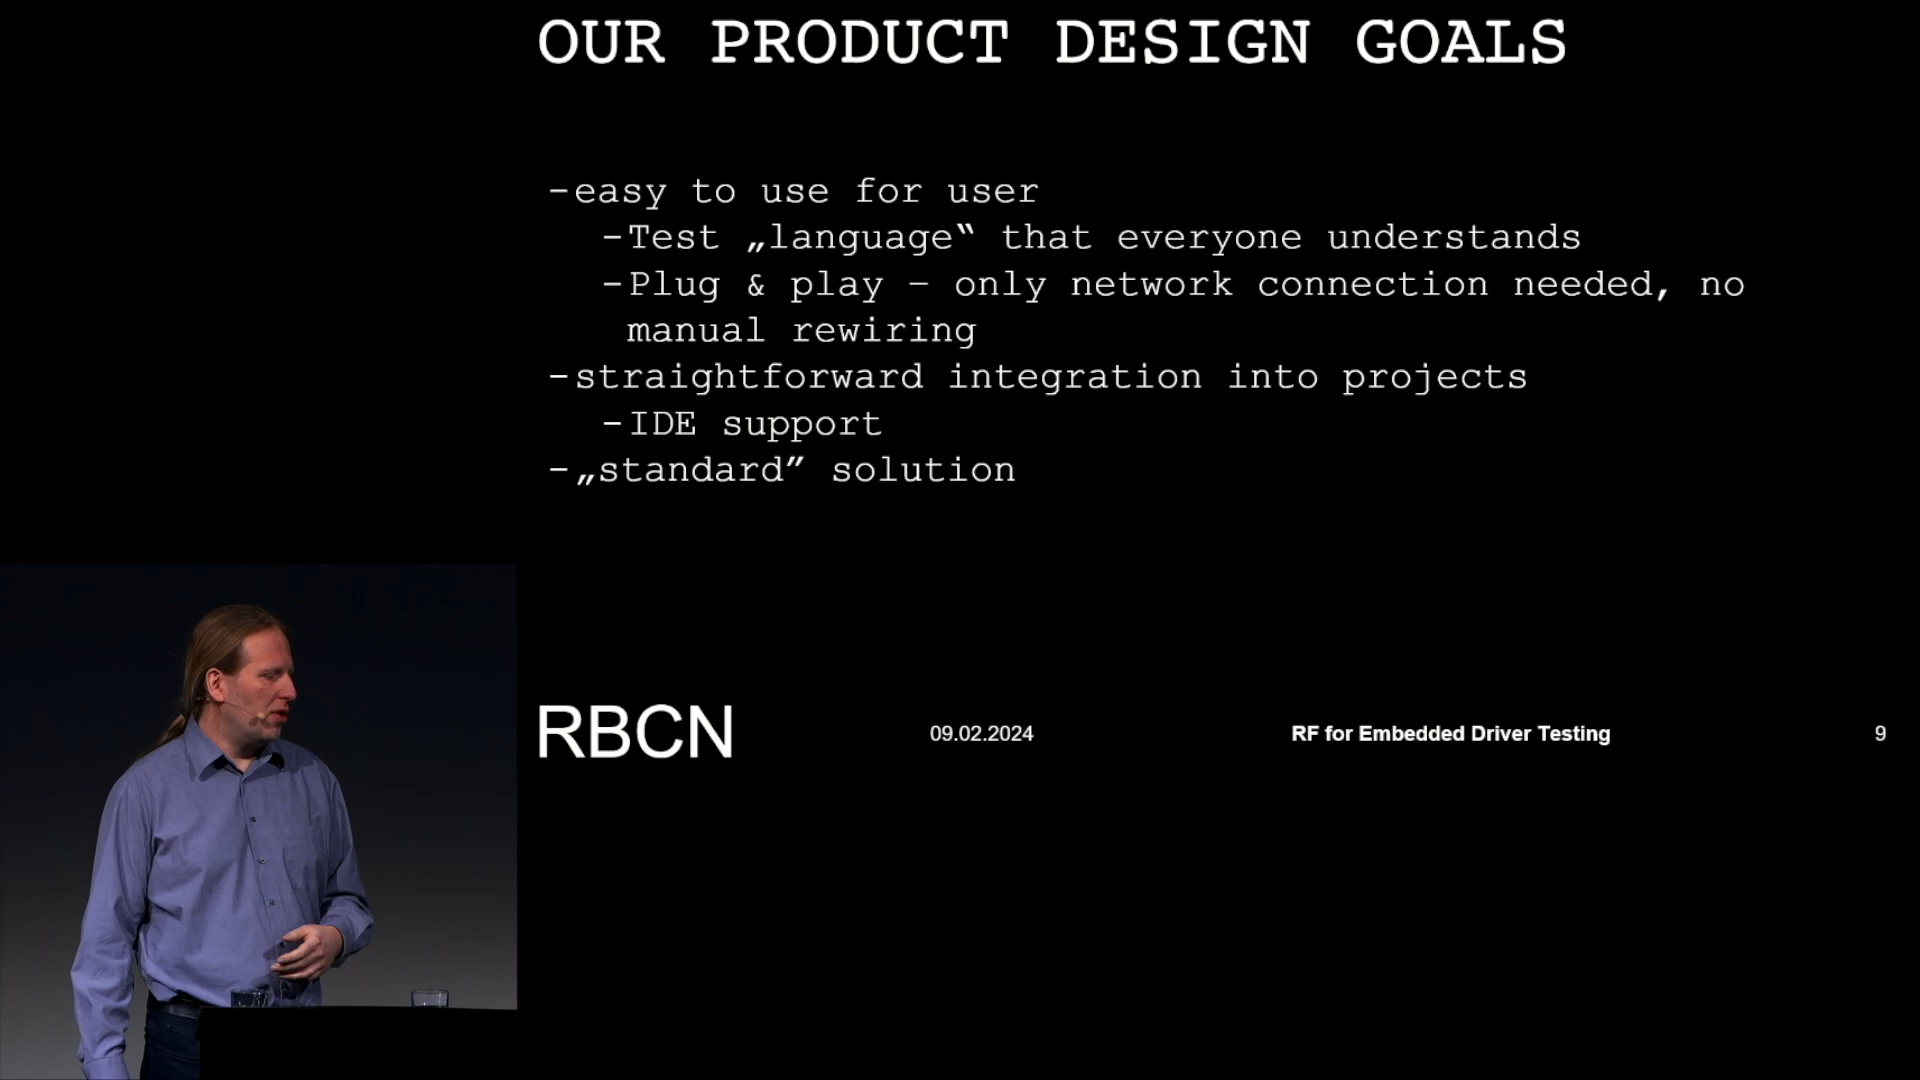 OUR PRODUCT DESIGN GOALS
-easy to use for user
-Test „language‟ that everyone understands
-Plug & play – only network connection needed, no
manual rewiring
-straightforward integration into projects
-IDE support
-„standard” solution
RBCN
09.02.2024
RF for Embedded Driver Testing
9